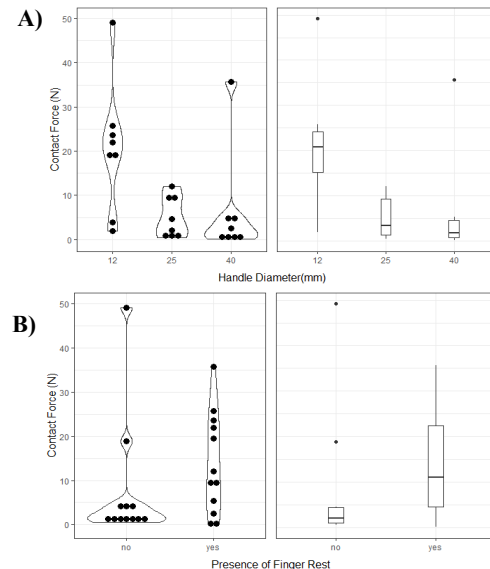 A)
50
40
30
20
10
0
Contact Force (N)
12 25 40 12 25 40
Handle Diameter(mm)
B)
50
40
30
20
10
0
Contact Force (N)
no yes no yes
Presence of Finger Rest